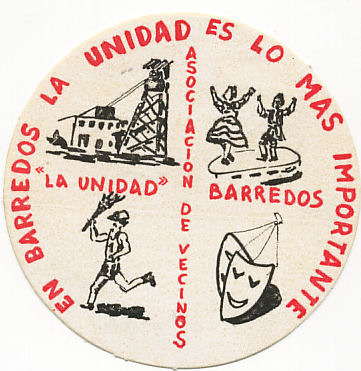 EN BARREDOS LA UNIDAD ES LO MAS IMPORTANTE
ASOCIACION DE VECINOS
"LA UNIDAD"
BARREDOS